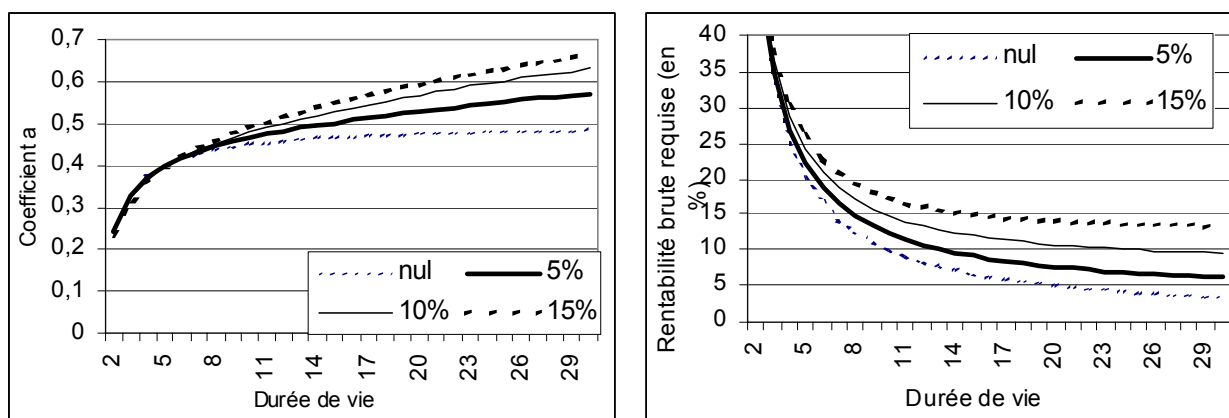 Coefficient a
0,7
0,6
0,5
0,4
0,3
0,2
0,1
0
nul 5%
10% 15%
2 5 8 11 14 17 20 23 26 29
Durée de vie
Rentabilité brute requise (en
%)
40
35
30
25
20
15
10
5
0
nul 5%
10% 15%
2 5 8 11 14 17 20 23 26 29
Durée de vie